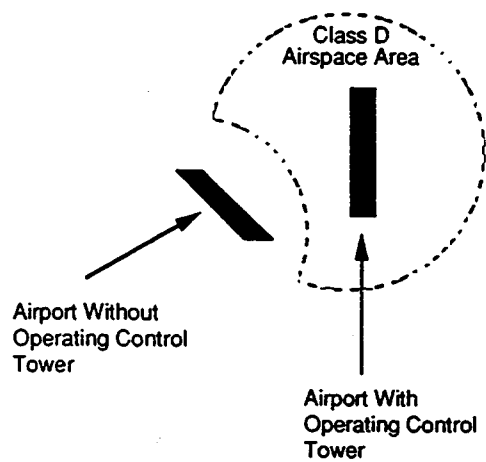 Class D
Airspace Area
Airport Without
Operating Control
Tower
Airport With
Operating Control
Tower